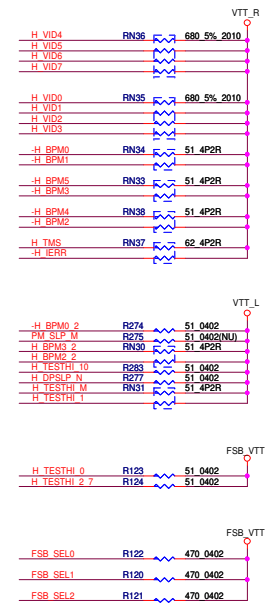 VTT_R
H_VID4 RN36 680_5%_2010
H_VID5
H_VID6
H_VID7
H_VID0 RN35 680_5%_2010
H_VID1
H_VID2
H_VID3
-H_BPM0 RN34 51_4P2R
-H_BPM1
-H_BPM5 RN33 51_4P2R
-H_BPM3
-H_BPM4 RN38 51_4P2R
-H_BPM2
H_TMS RN37 62_4P2R
-H_IERR
VTT_L
-H_BPM0_2 R274 51_0402
PM_SLP_M R275 51_0402(NU)
H_BPM3_2 RN30 51_4P2R
H_BPM2_2
H_TESTHI_10 R283 51_0402
H_DPSLP_N R277 51_0402
H_TESTHI_M RN31 51_4P2R
H_TESTHI_1
FSB_VTT
H_TESTHI_0 R123 51_0402
H_TESTHI_2_7 R124 51_0402
FSB_VTT
FSB_SEL0 R122 470_0402
FSB_SEL1 R120 470_0402
FSB_SEL2 R121 470_0402